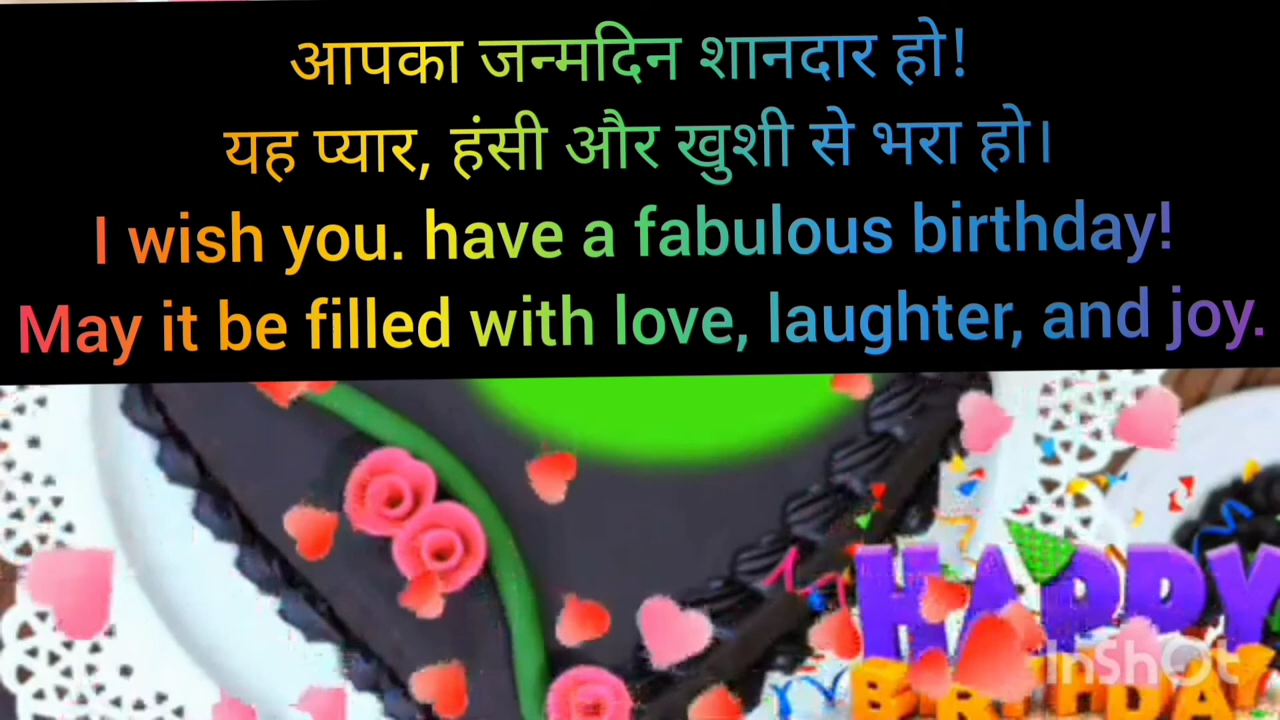 आपका जन्मदिन शानदार हो!
यह प्यार, हंसी और खुशी से भरा हो।
I wish you. have a fabulous birthday!
May it be filled with love, laughter, and joy.
HAPPY
BIRTHDAY
InShOt